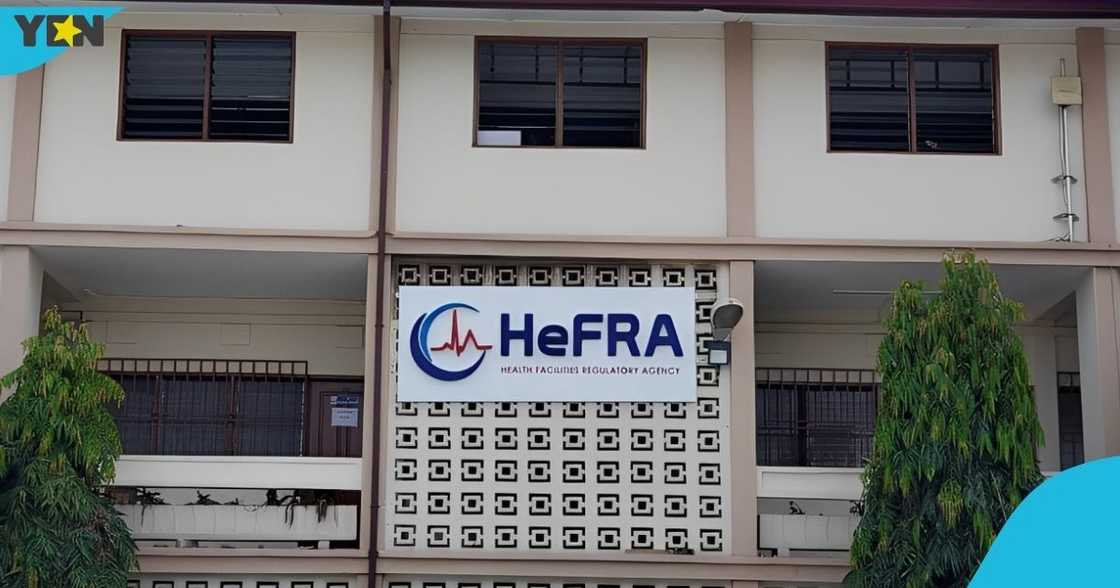 YEN
HeFRA
HEALTH FACILITIES REGULATORY AGENCY